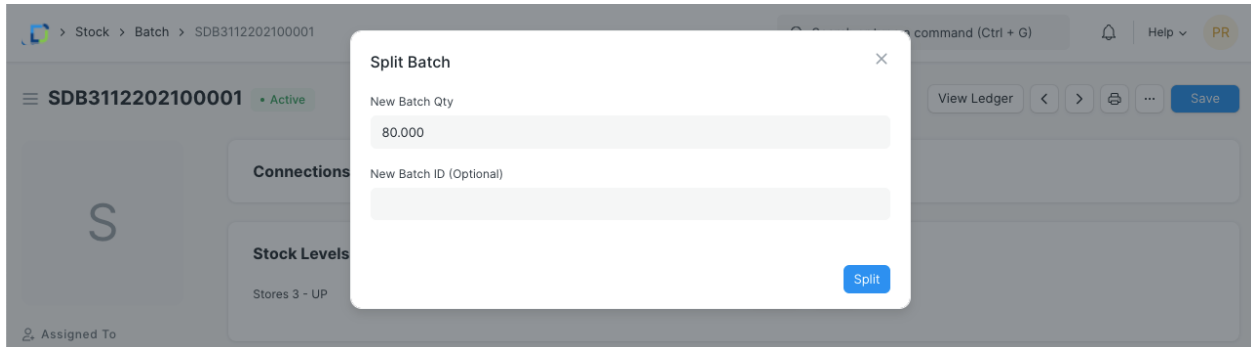 Stock > Batch > SDB3112202100001
command (Ctrl + G)
Help
PR
SDB3112202100001
• Active
View Ledger
<
>
...
Save
S
Connections
Stock Levels
Stores 3 - UP
Assigned To
Split Batch
New Batch Qty
80.000
New Batch ID (Optional)
Split